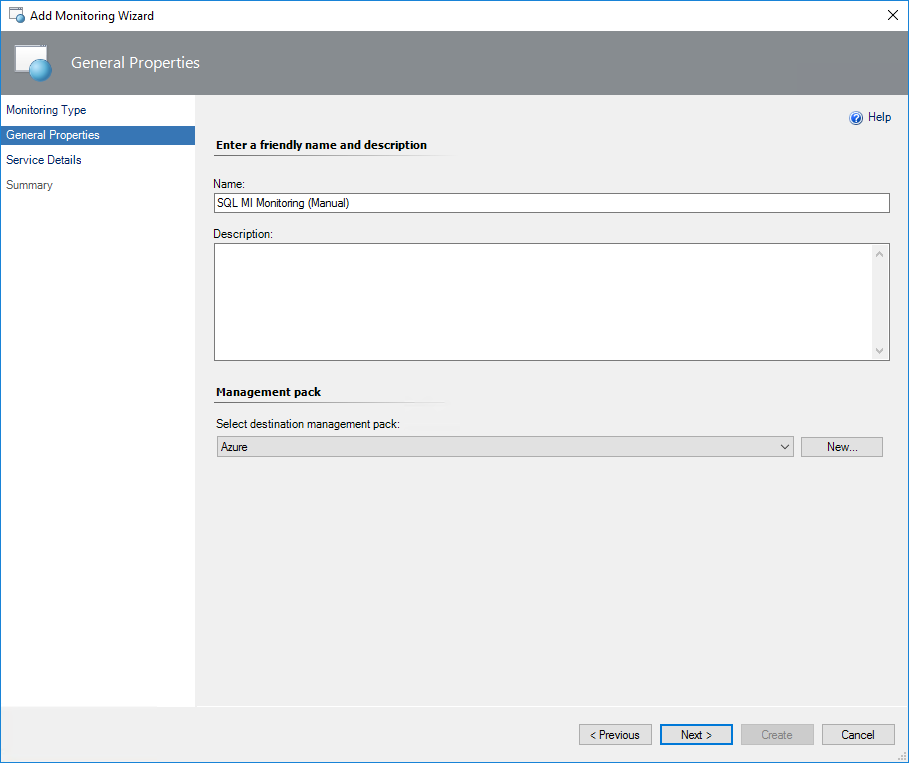 Add Monitoring Wizard
General Properties
Monitoring Type
General Properties
Service Details
Summary
Help
Enter a friendly name and description
Name:
SQL MI Monitoring (Manual)
Description:
Management pack
Select destination management pack:
Azure
New...
< Previous
Next >
Create
Cancel